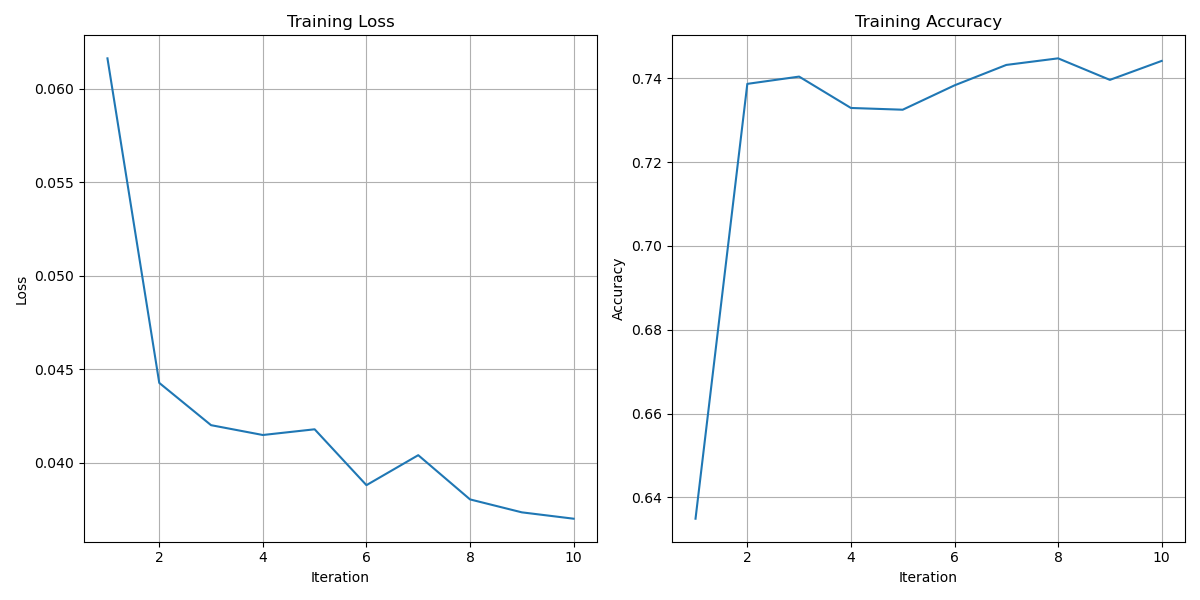 Training Loss
Loss
0.060
0.055
0.050
0.045
0.040
2 4 6 8 10
Iteration
Training Accuracy
Accuracy
0.74
0.72
0.70
0.68
0.66
0.64
2 4 6 8 10
Iteration